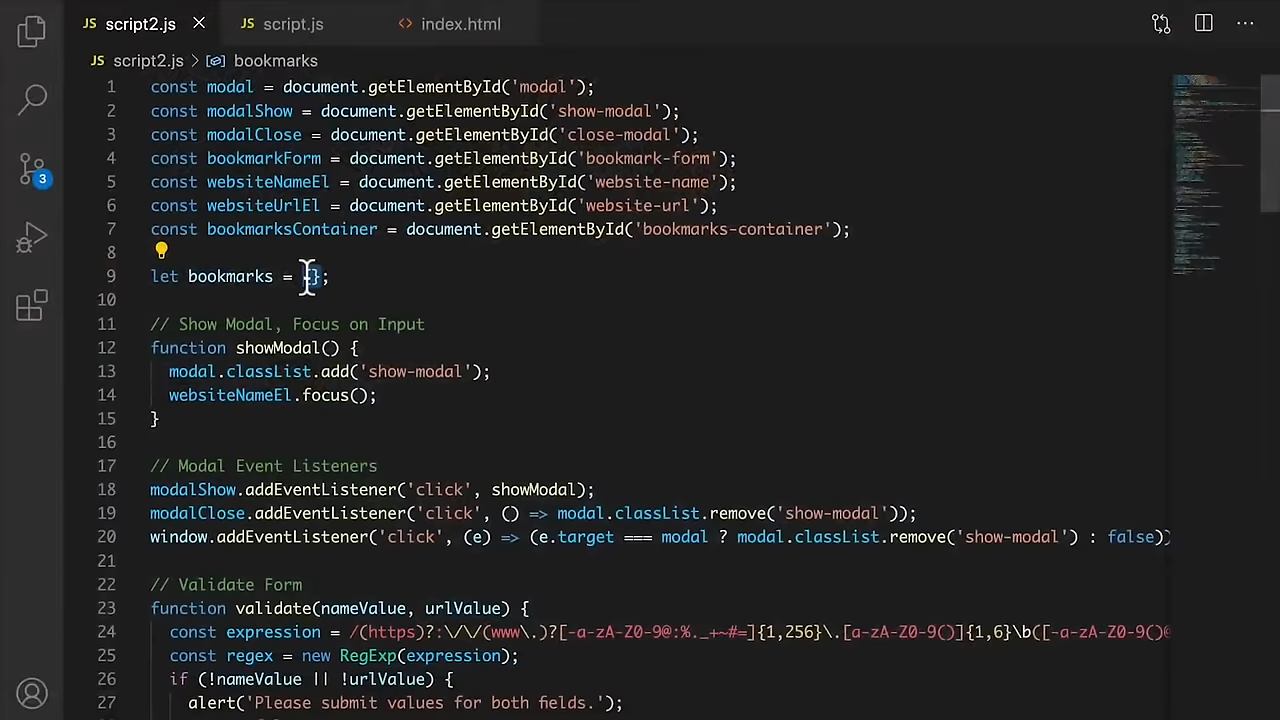 JS script2.js ×
JS script.js
<> index.html
JS script2.js > bookmarks
1 const modal = document.getElementById('modal');
2 const modalShow = document.getElementById('show-modal');
3 const modalClose = document.getElementById('close-modal');
4 const bookmarkForm = document.getElementById('bookmark-form');
5 const websiteNameEl = document.getElementById('website-name');
6 const websiteUrlEl = document.getElementById('website-url');
7 const bookmarksContainer = document.getElementById('bookmarks-container');
8
9 let bookmarks = {};
10
11 // Show Modal, Focus on Input
12 function showModal() {
13 modal.classList.add('show-modal');
14 websiteNameEl.focus();
15 }
16
17 // Modal Event Listeners
18 modalShow.addEventListener('click', showModal);
19 modalClose.addEventListener('click', () => modal.classList.remove('show-modal'));
20 window.addEventListener('click', (e) => (e.target === modal ? modal.classList.remove('show-modal') : false))
21
22 // Validate Form
23 function validate(nameValue, urlValue) {
24 const expression = /(https)?:\/\/(www\.)?[-a-zA-Z0-9@:%._+~#=]{1,256}\.[a-zA-Z0-9()]{1,6}\b([-a-zA-Z0-9()@
25 const regex = new RegExp(expression);
26 if (!nameValue || !urlValue) {
27 alert('Please submit values for both fields.');
3